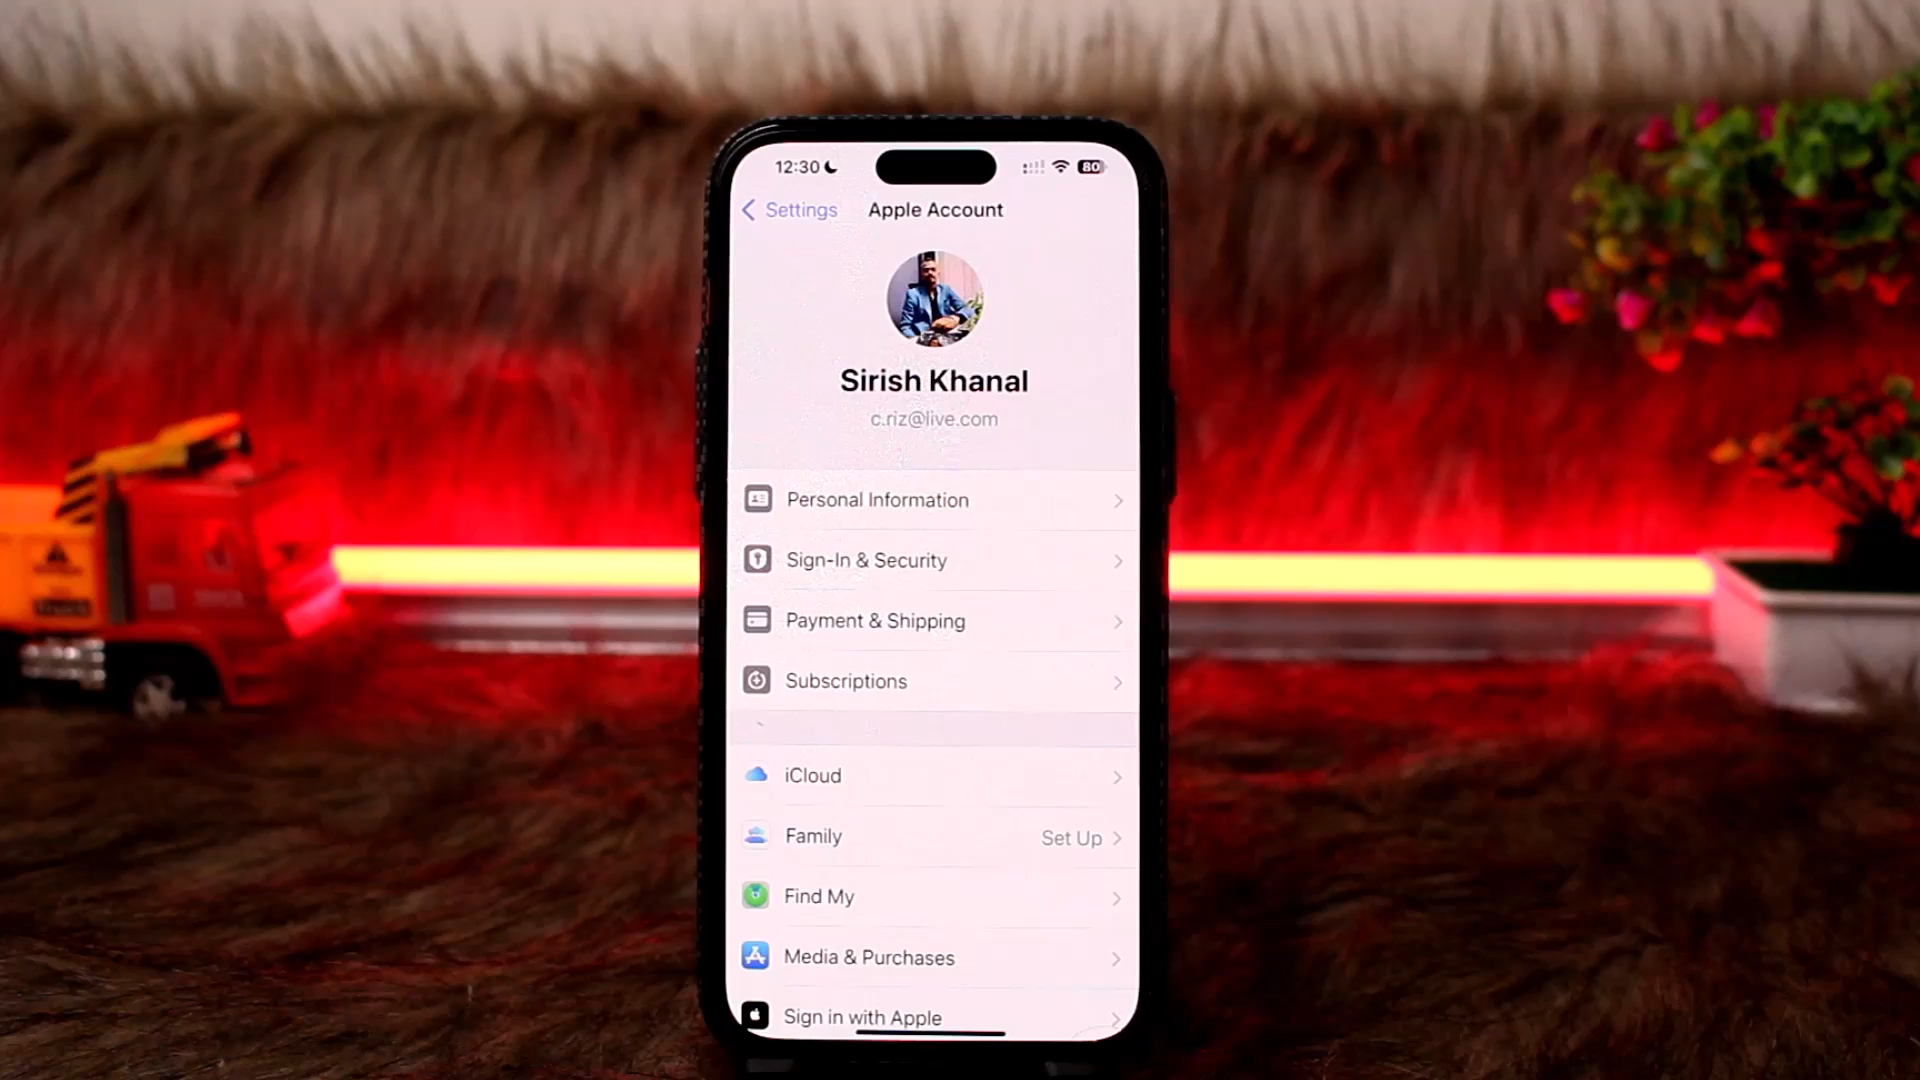 12:30
80
Settings
Apple Account
Sirish Khanal
c.riz@live.com
Personal Information
Sign-In & Security
Payment & Shipping
Subscriptions
iCloud
Family
Set Up
Find My
Media & Purchases
Sign in with Apple